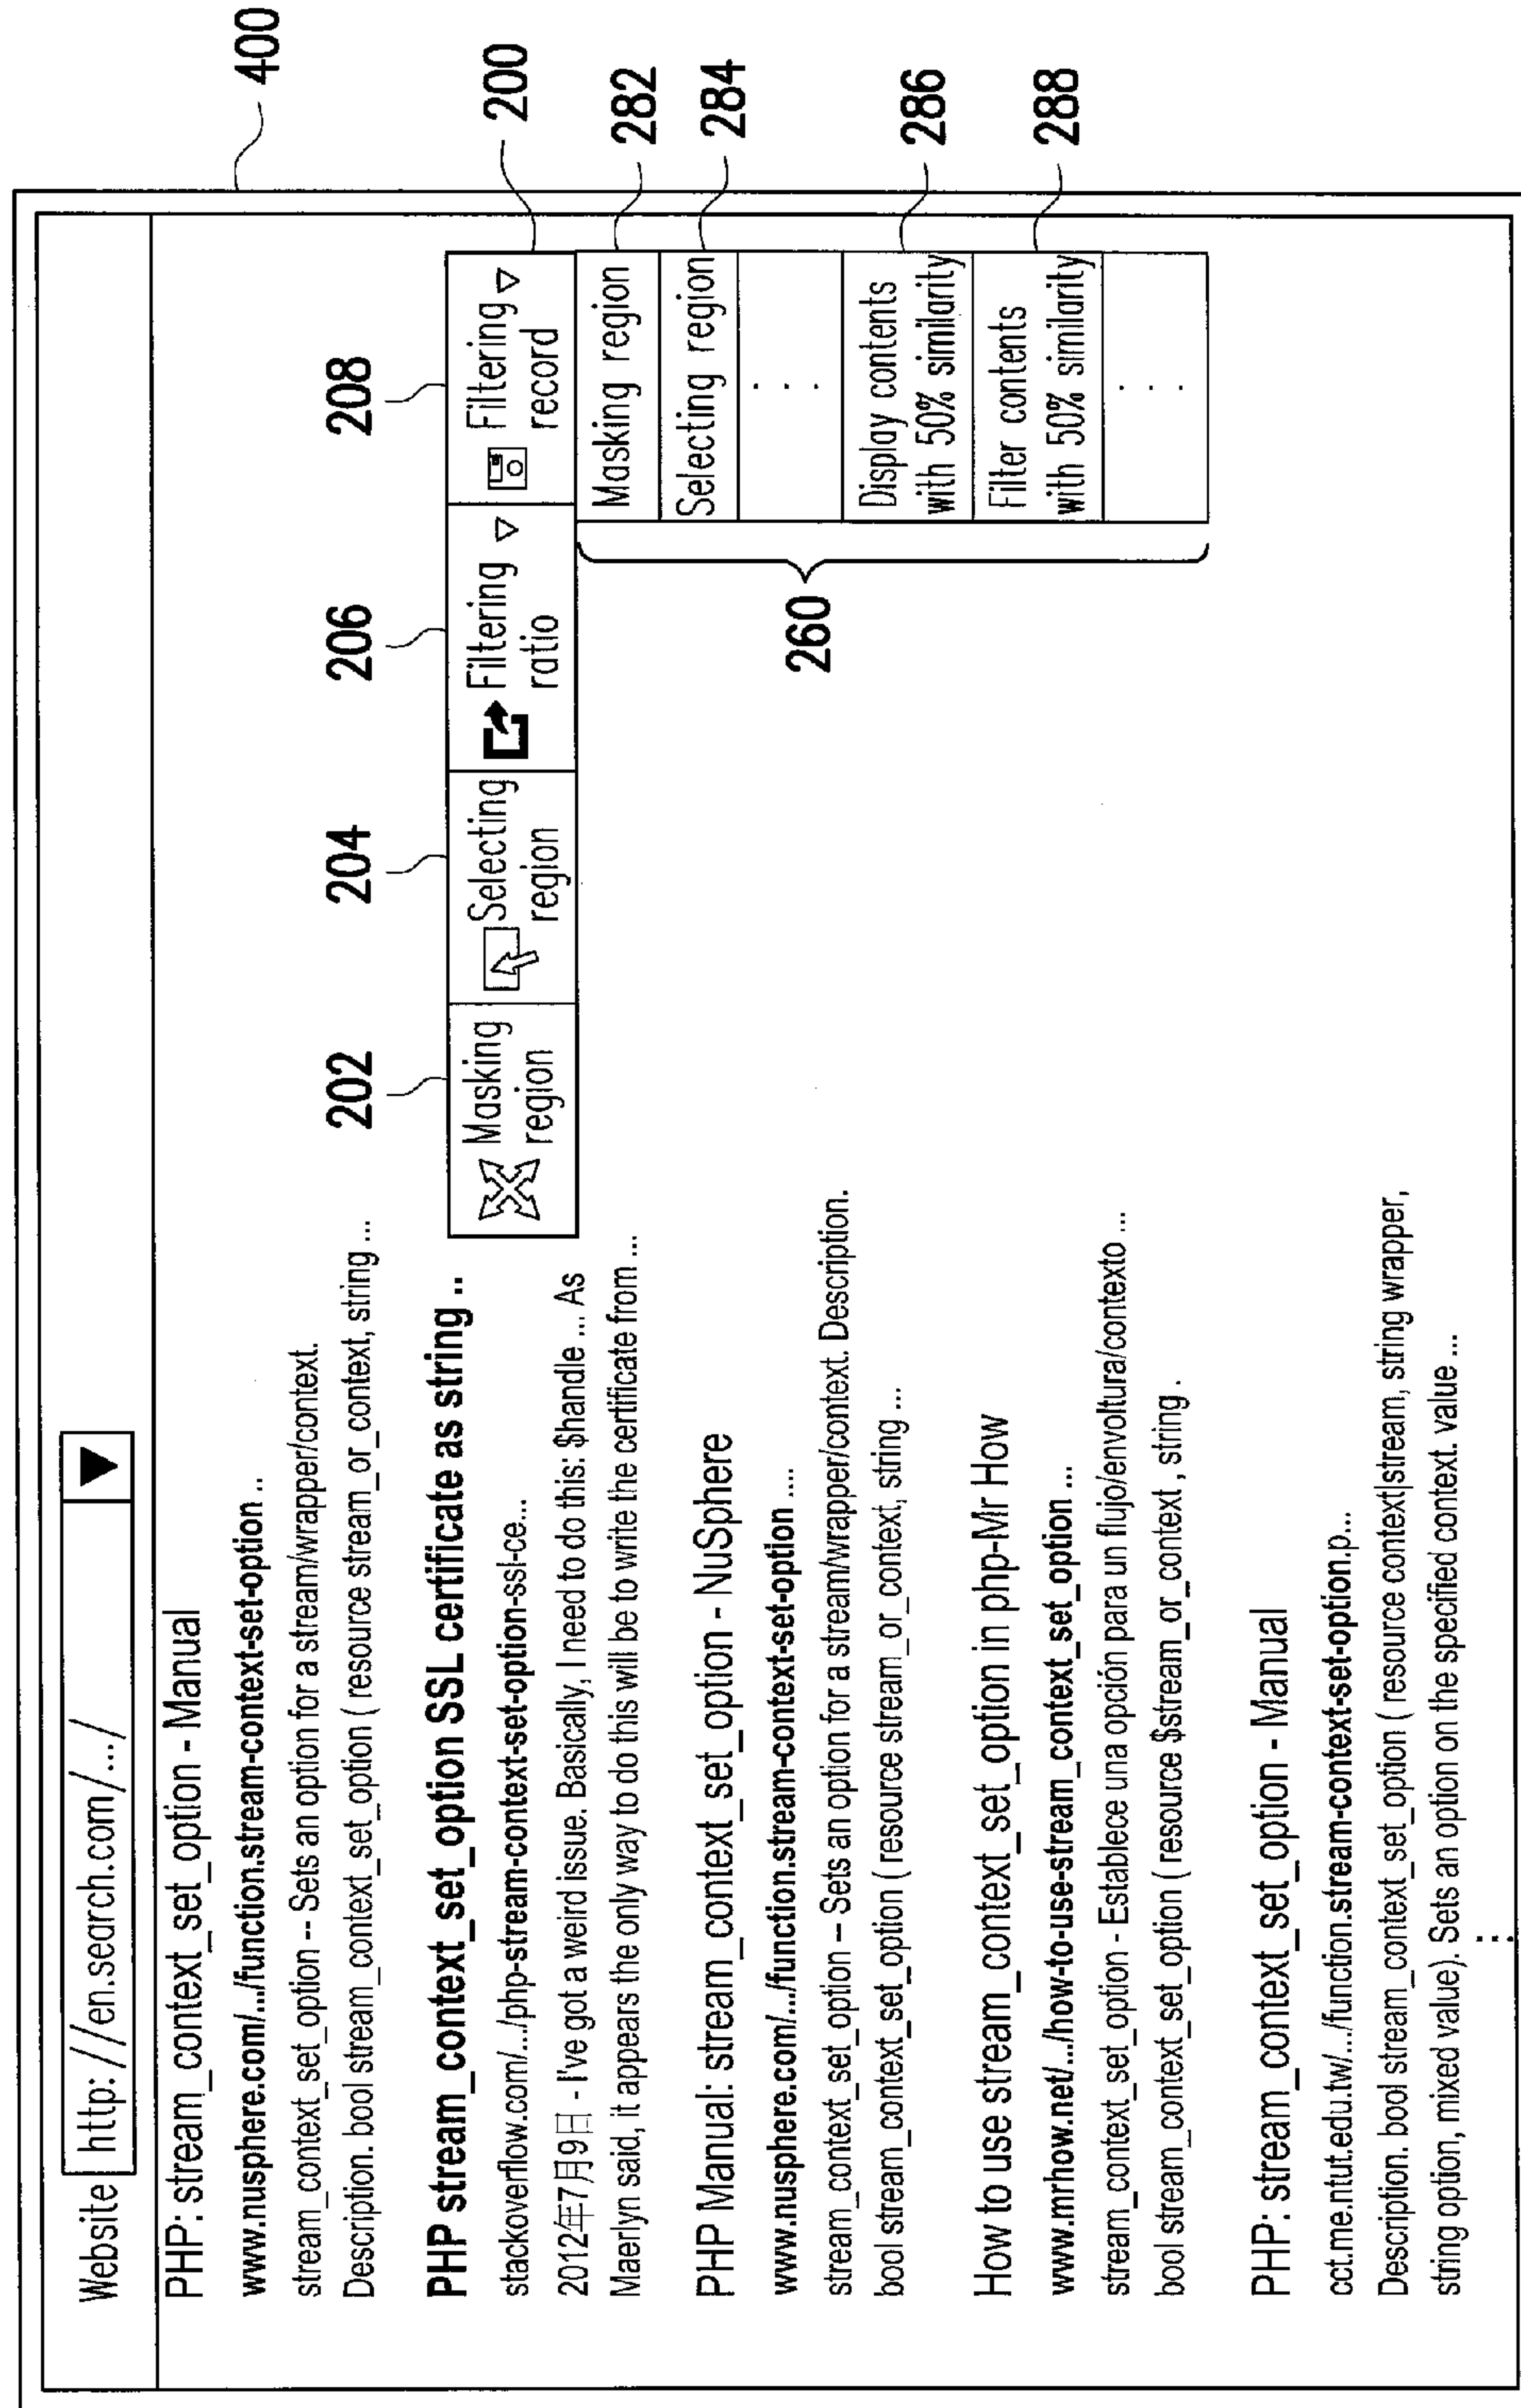 400
Website http://en.search.com/.../
PHP: stream_context_set_option - Manual
www.nusphere.com/.../function.stream-context-set-option ..
stream_context_set_option -- Sets an option for a stream/wrapper/context.
Description. bool stream_context_set_option ( resource stream_or_context, string ...
PHP stream_context_set_option SSL certificate as string ..
stackoverflow.com/.../php-stream-context-set-option-ssl-ce...
2012年7月9日 - I've got a weird issue. Basically, I need to do this: $handle ... As
Maerlyn said, it appears the only way to do this will be to write the certificate from ...
PHP Manual: stream_context_set_option - NuSphere
www.nusphere.com/.../function.stream-context-set-option ....
stream_context_set_option – Sets an option for a stream/wrapper/context. Description.
bool stream_context_set_option ( resource stream_or_context, string ...
How to use stream_context_set_option in php-Mr How
www.mrhow.net/.../how-to-use-stream_context_set_option ...
stream_context_set_option - Establece una opción para un flujo/envoltura/contexto ...
bool stream_context_set_option ( resource $stream_or_context , string .
PHP: stream_context_set_option - Manual
cct.me.ntut.edu.tw/.../function.stream-context-set-option.p...
Description. bool stream_context_set_option ( resource context|stream, string wrapper,
string option, mixed value). Sets an option on the specified context. value ...
202
204
206
208
200
Masking
region
Selecting
region
Filtering
ratio
Filtering
record
Masking region
282
Selecting region
284
. . .
Display contents
with 50% similarity
286
Filter contents
with 50% similarity
288
. . .
260